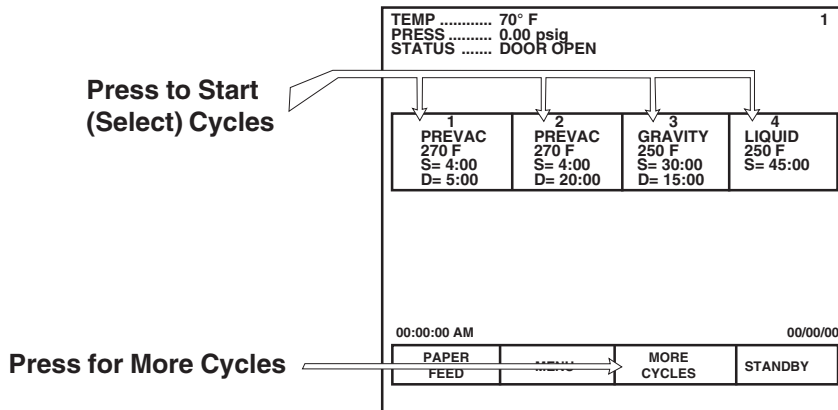 TEMP ............ 70° F 1
PRESS .......... 0.00 psig
STATUS ....... DOOR OPEN
Press to Start
(Select) Cycles
1
PREVAC
270 F
S= 4:00
D= 5:00
2
PREVAC
270 F
S= 4:00
D= 20:00
3
GRAVITY
250 F
S= 30:00
D= 15:00
4
LIQUID
250 F
S= 45:00
00:00:00 AM 00/00/00
Press for More Cycles
PAPER
FEED
MENU
MORE
CYCLES
STANDBY